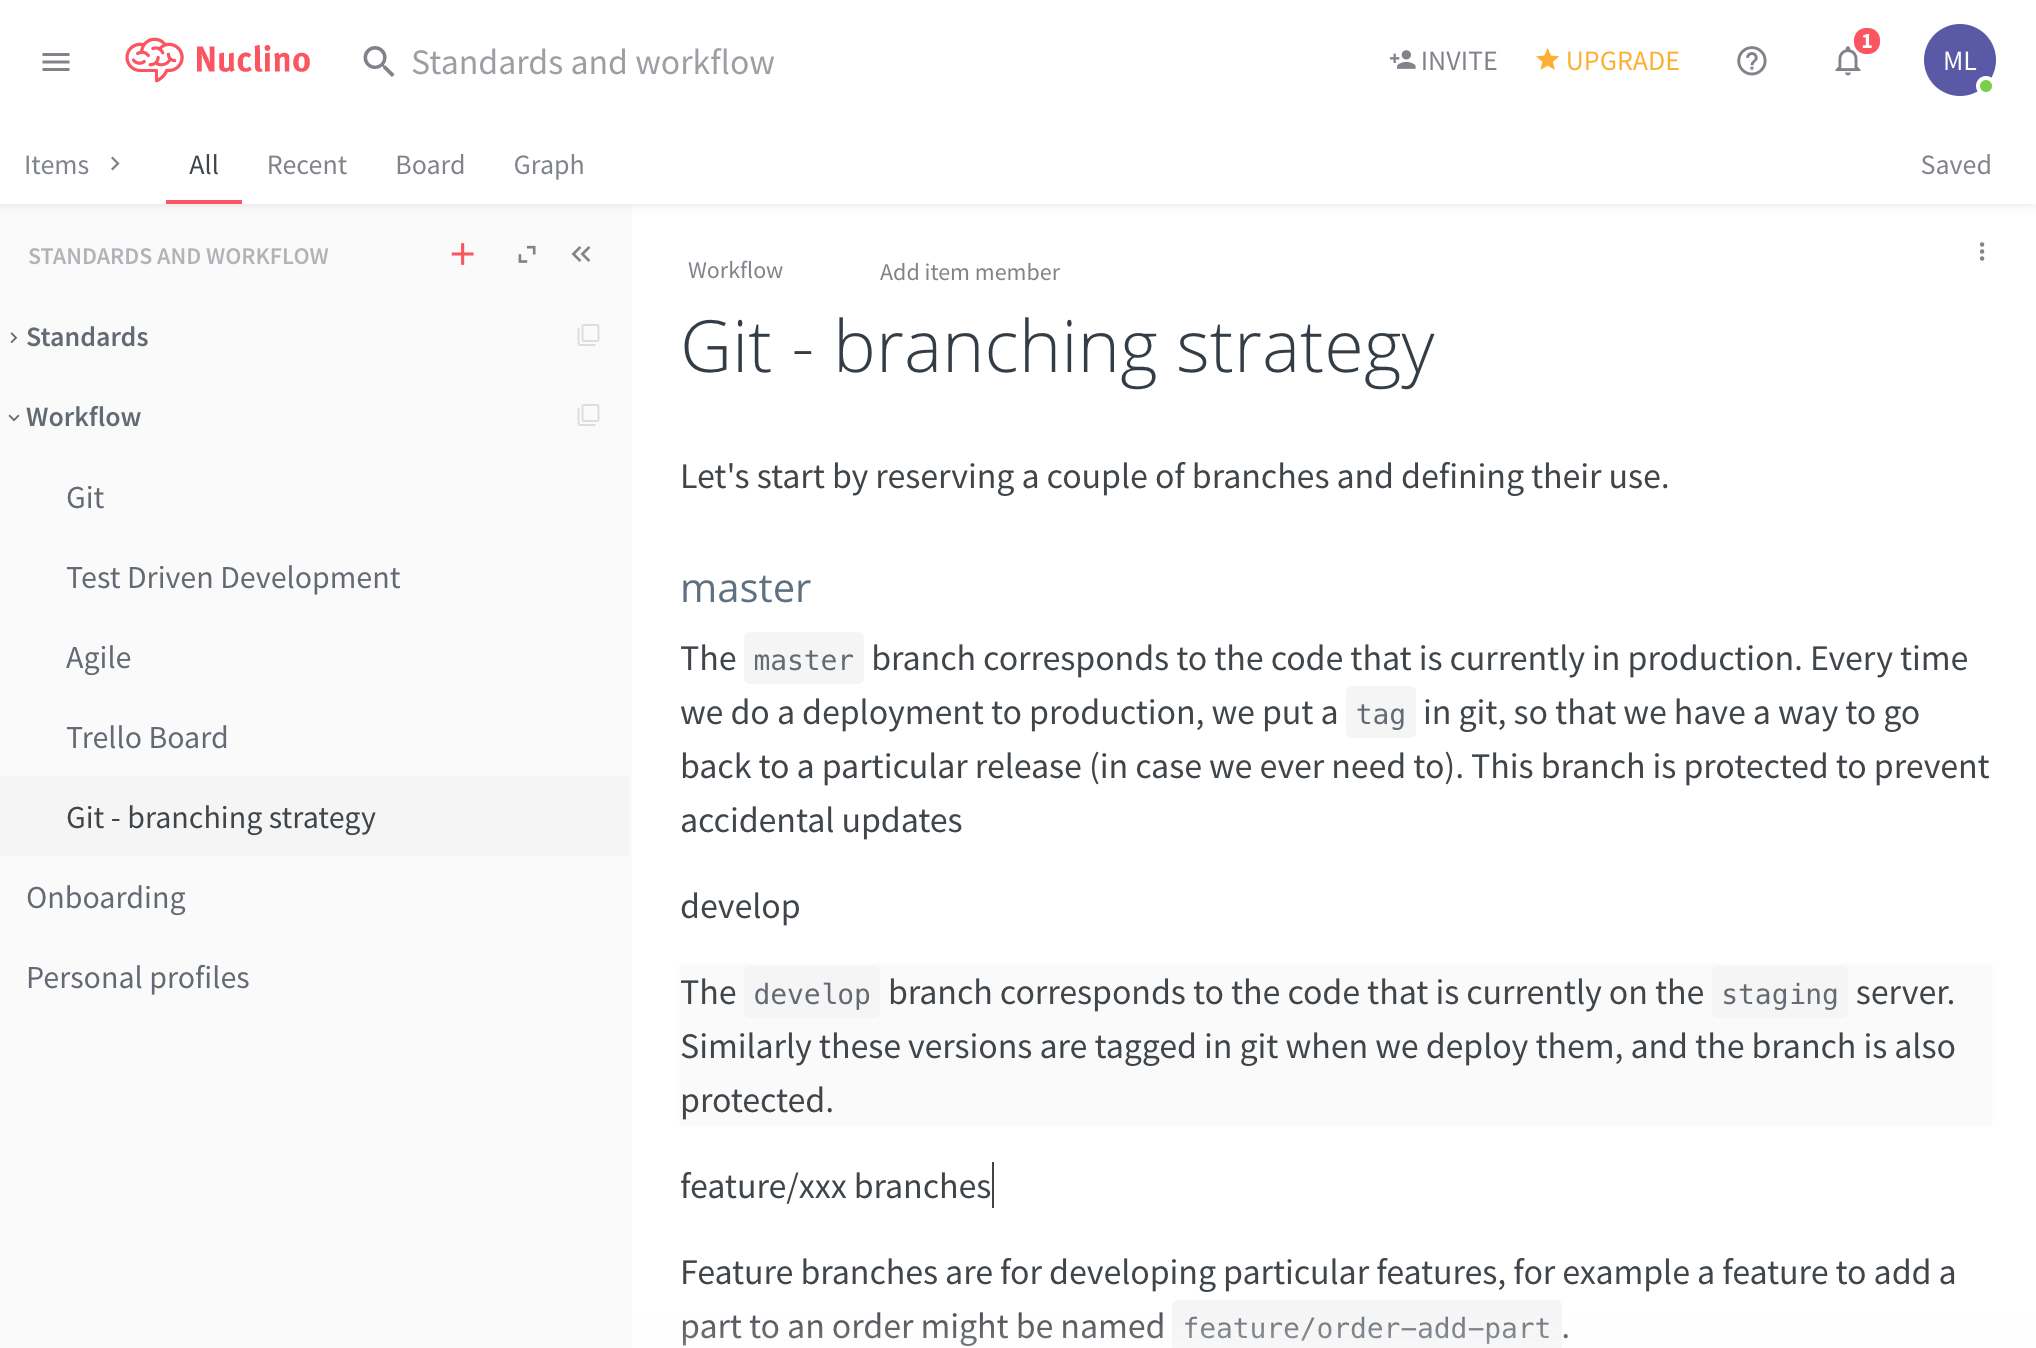 Nuclino
Standards and workflow
INVITE
UPGRADE
1
ML
Items
All
Recent
Board
Graph
Saved
STANDARDS AND WORKFLOW
Standards
Workflow
Git
Test Driven Development
Agile
Trello Board
Git - branching strategy
Onboarding
Personal profiles
Workflow
Add item member
Git - branching strategy
Let's start by reserving a couple of branches and defining their use.
master
The master branch corresponds to the code that is currently in production. Every time
we do a deployment to production, we put a tag in git, so that we have a way to go
back to a particular release (in case we ever need to). This branch is protected to prevent
accidental updates
develop
The develop branch corresponds to the code that is currently on the staging server.
Similarly these versions are tagged in git when we deploy them, and the branch is also
protected.
feature/xxx branches
Feature branches are for developing particular features, for example a feature to add a
part to an order might be named feature/order-add-part.